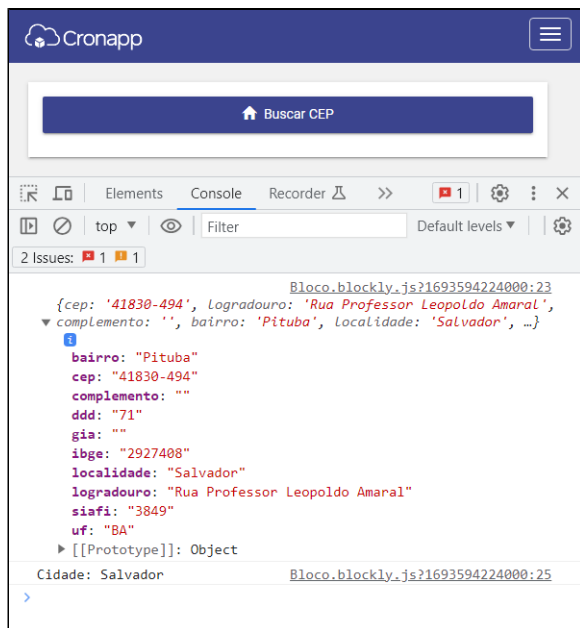 Cronapp
Buscar CEP
Elements Console Recorder >> 1
top Filter Default levels
2 Issues: 1 1
Bloco.blockly.js?1693594224000:23
{cep: '41830-494', logradouro: 'Rua Professor Leopoldo Amaral',
complemento: '', bairro: 'Pituba', localidade: 'Salvador', …}
i
bairro: "Pituba"
cep: "41830-494"
complemento: ""
ddd: "71"
gia: ""
ibge: "2927408"
localidade: "Salvador"
logradouro: "Rua Professor Leopoldo Amaral"
siafi: "3849"
uf: "BA"
[[Prototype]]: Object
Cidade: Salvador Bloco.blockly.js?1693594224000:25
>